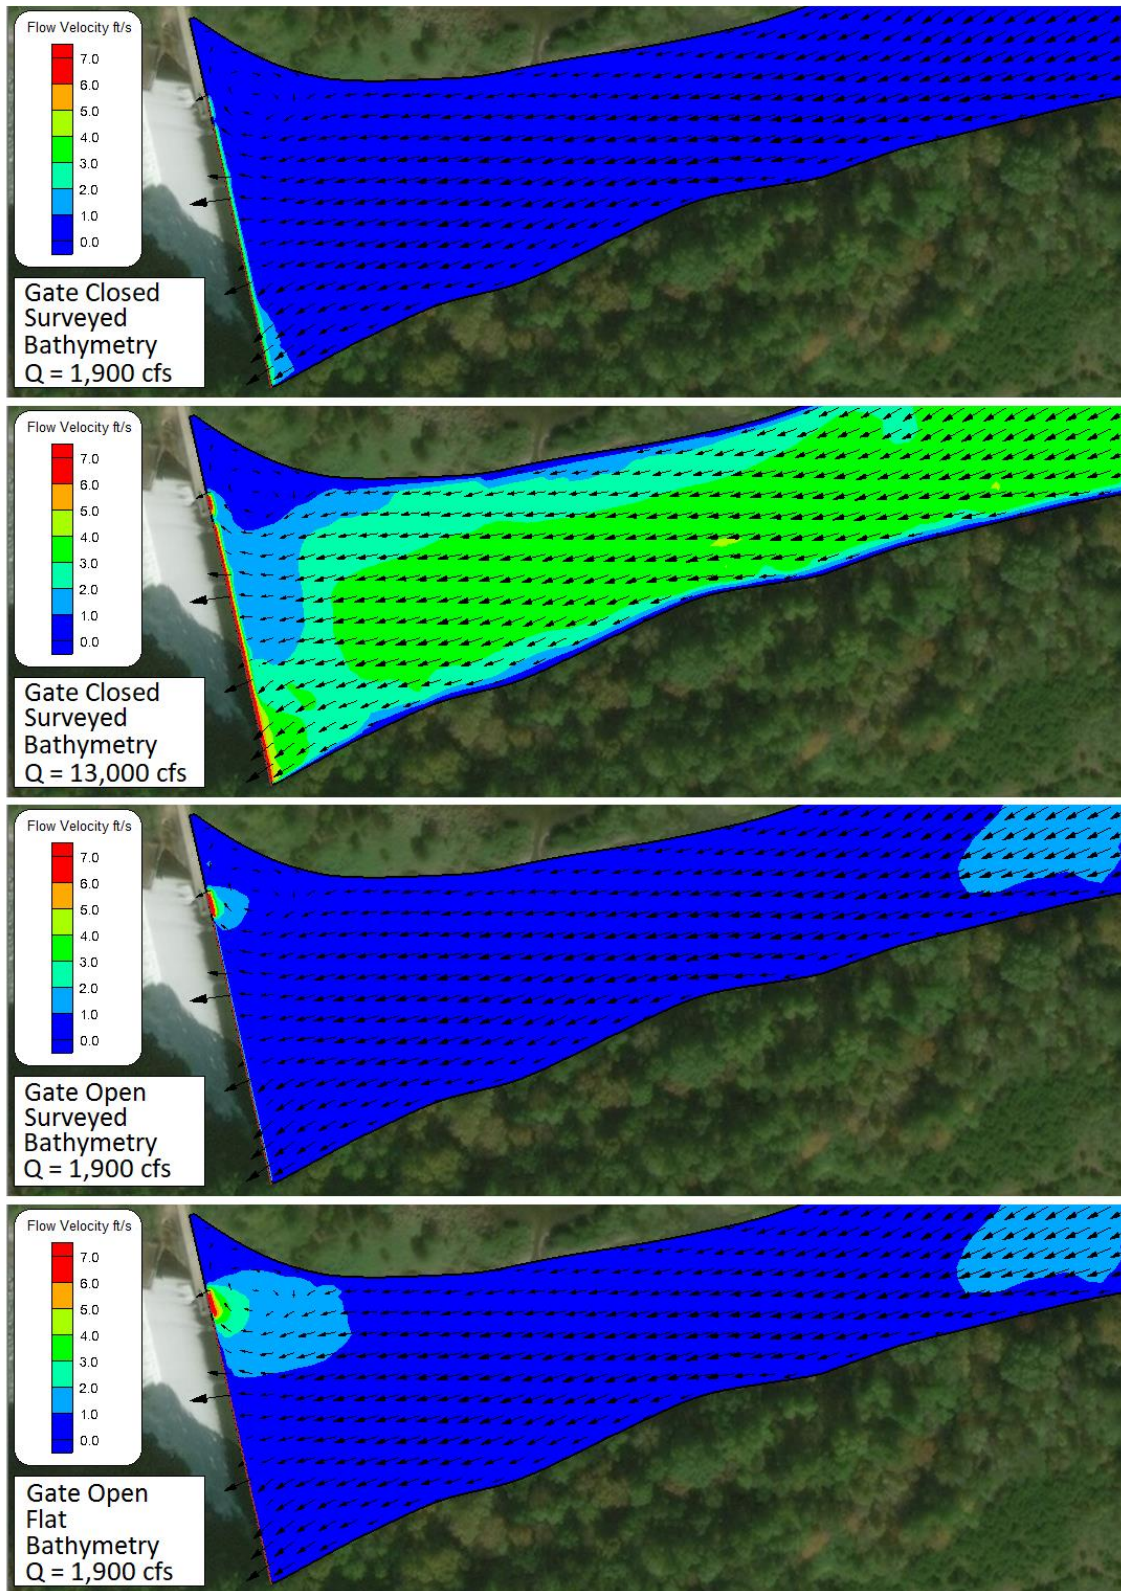 Flow Velocity ft/s
7.0
6.0
5.0
4.0
3.0
2.0
1.0
0.0
Gate Closed
Surveyed
Bathymetry
Q = 1,900 cfs
Flow Velocity ft/s
7.0
6.0
5.0
4.0
3.0
2.0
1.0
0.0
Gate Closed
Surveyed
Bathymetry
Q = 13,000 cfs
Flow Velocity ft/s
7.0
6.0
5.0
4.0
3.0
2.0
1.0
0.0
Gate Open
Surveyed
Bathymetry
Q = 1,900 cfs
Flow Velocity ft/s
7.0
6.0
5.0
4.0
3.0
2.0
1.0
0.0
Gate Open
Flat
Bathymetry
Q = 1,900 cfs